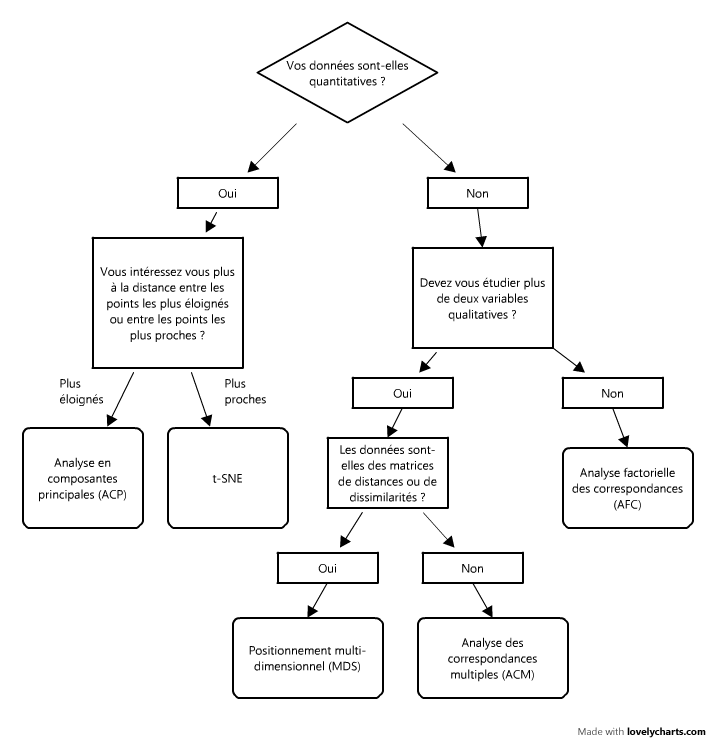 Vos données sont-elles
quantitatives ?
Oui
Non
Vous intéressez vous plus
à la distance entre les
points les plus éloignés
ou entre les points les
plus proches ?
Devez vous étudier plus
de deux variables
qualitatives ?
Plus
éloignés
Plus
proches
Oui
Non
Analyse en
composantes
principales (ACP)
t-SNE
Les données sont-
elles des matrices
de distances ou de
dissimilarités ?
Analyse factorielle
des correspondances
(AFC)
Oui
Non
Positionnement multi-
dimensionnel (MDS)
Analyse des
correspondances
multiples (ACM)
Made with lovelycharts.com